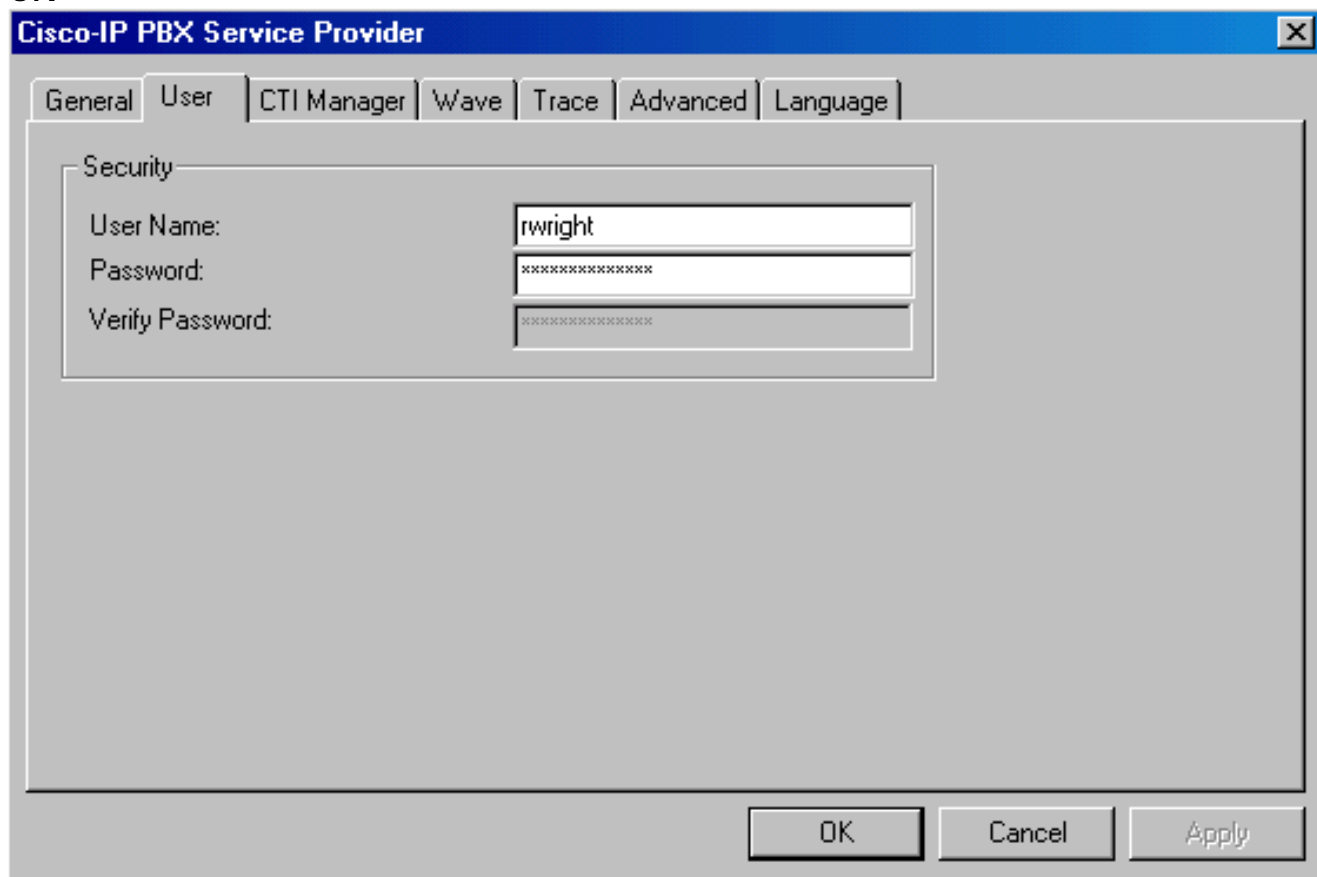 Cisco-IP PBX Service Provider
General User CTI Manager Wave Trace Advanced Language
Security
User Name: rwright
Password: **************
Verify Password: **************
OK Cancel Apply